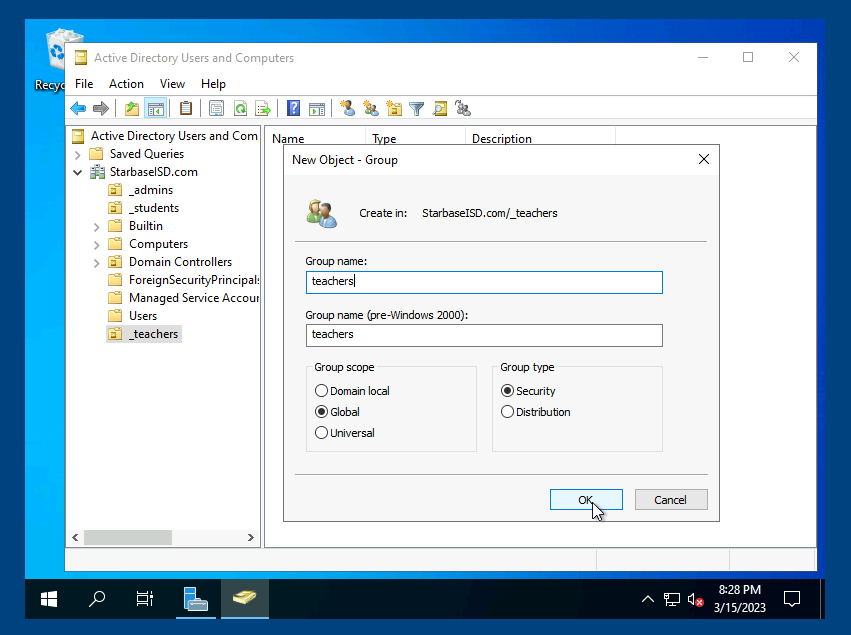 Recyc
Active Directory Users and Computers
File Action View Help
Active Directory Users and Com
Saved Queries
StarbaseISD.com
_admins
_students
Builtin
Computers
Domain Controllers
ForeignSecurityPrincipals
Managed Service Accour
Users
_teachers
Name Type Description
New Object - Group
Create in: StarbaseISD.com/_teachers
Group name:
teachers
Group name (pre-Windows 2000):
teachers
Group scope
Domain local
Global
Universal
Group type
Security
Distribution
OK Cancel
8:28 PM
3/15/2023